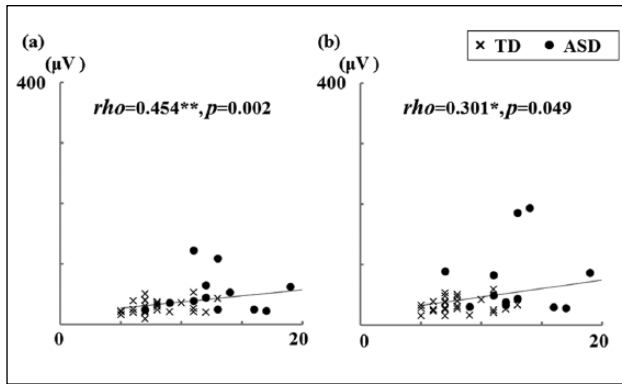 (a)
(μV)
400
rho=0.454**,p=0.002
0
20
(b)
(μV)
× TD ● ASD
400
rho=0.301*,p=0.049
0
20